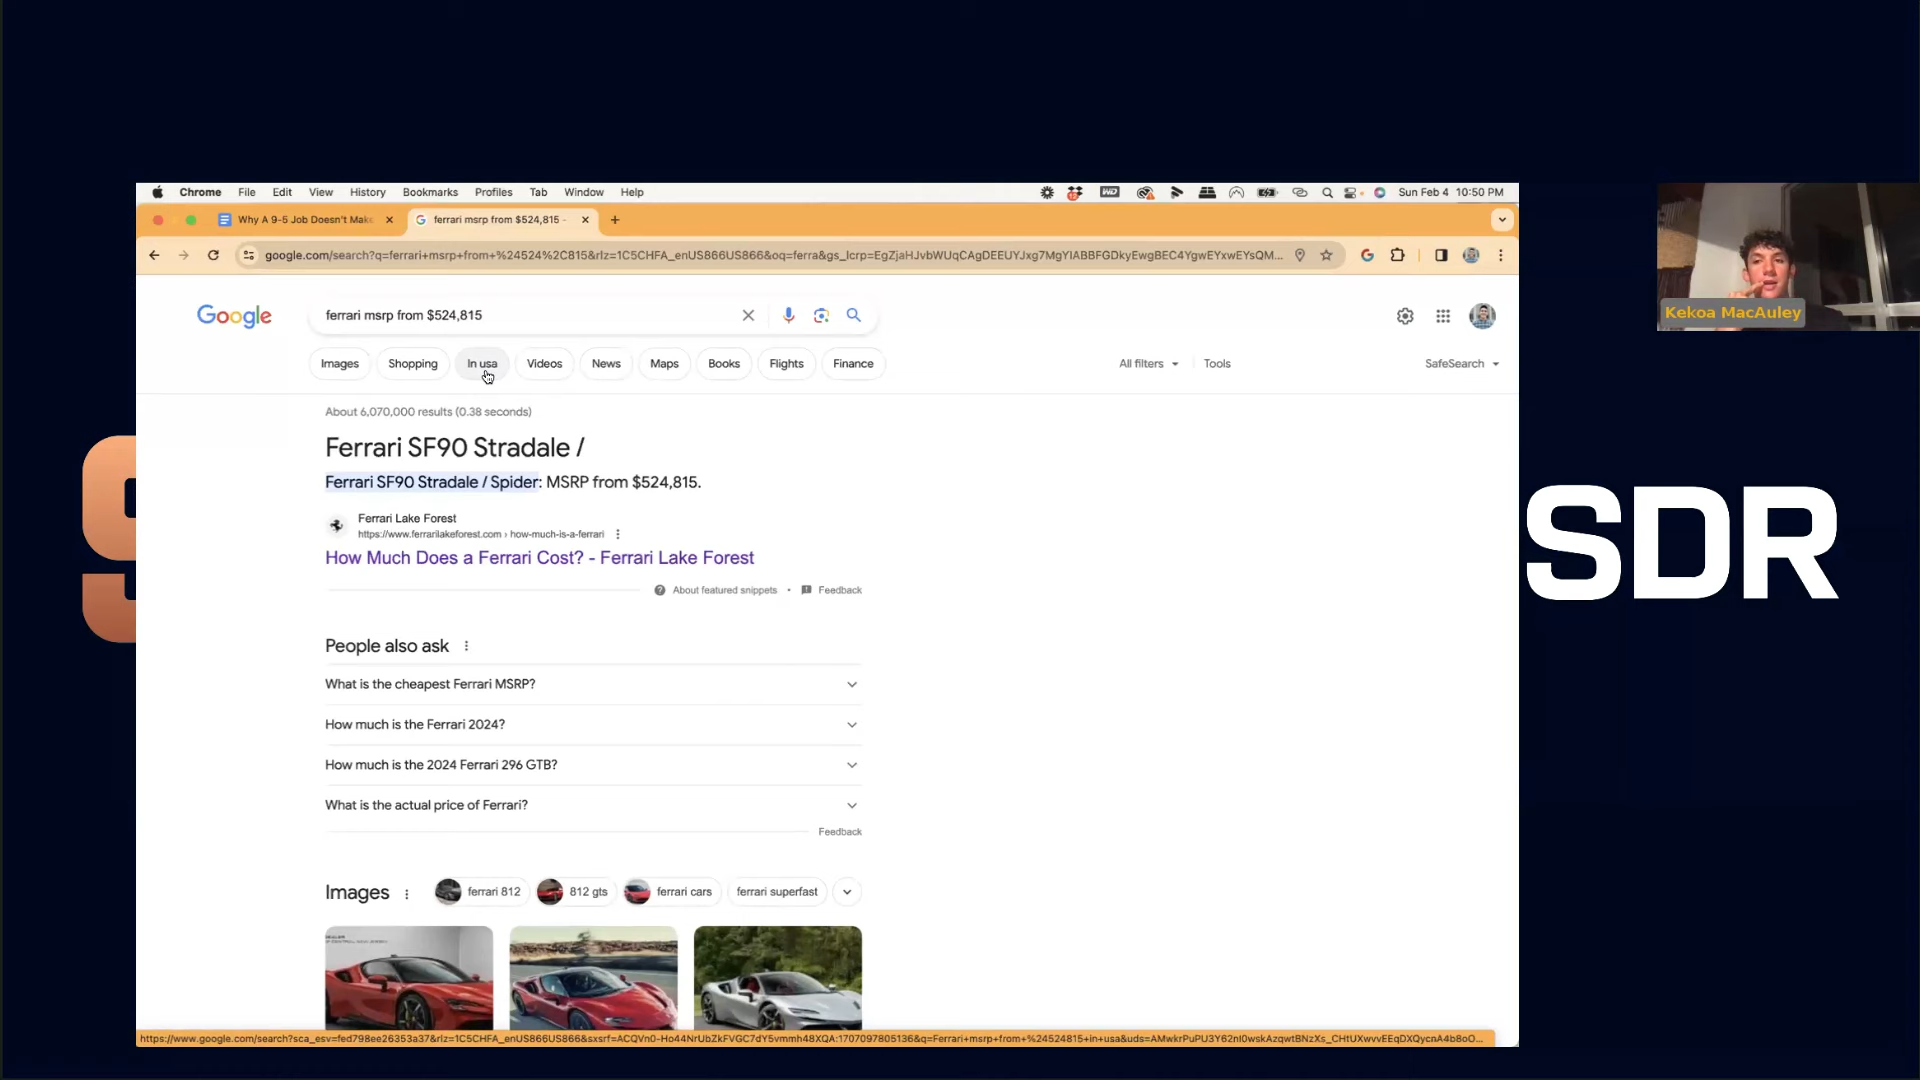 Chrome File Edit View History Bookmarks Profiles Tab Window Help
WD
Sun Feb 4 10:50 PM
Why A 9-5 Job Doesn't Make
ferrari msrp from $524,815 -
google.com/search?q=ferrari+msrp+from+%24524%2C815&rlz=1C5CHFA_enUS866US866&oq=ferra&gs_lcrp=EgZjaHJvbWUqCAgDEEUYJxg7MgYIABBFGDkyEwgBEC4YgwEYxwEYsQM...
Google
ferrari msrp from $524,815
Images Shopping In usa Videos News Maps Books Flights Finance
All filters Tools SafeSearch
About 6,070,000 results (0.38 seconds)
Ferrari SF90 Stradale /
Ferrari SF90 Stradale / Spider: MSRP from $524,815.
Ferrari Lake Forest
https://www.ferrarilakeforest.com › how-much-is-a-ferrari
How Much Does a Ferrari Cost? - Ferrari Lake Forest
About featured snippets • Feedback
People also ask
What is the cheapest Ferrari MSRP?
How much is the Ferrari 2024?
How much is the 2024 Ferrari 296 GTB?
What is the actual price of Ferrari?
Feedback
Images
ferrari 812
812 gts
ferrari cars
ferrari superfast
Kekoa MacAuley
SDR